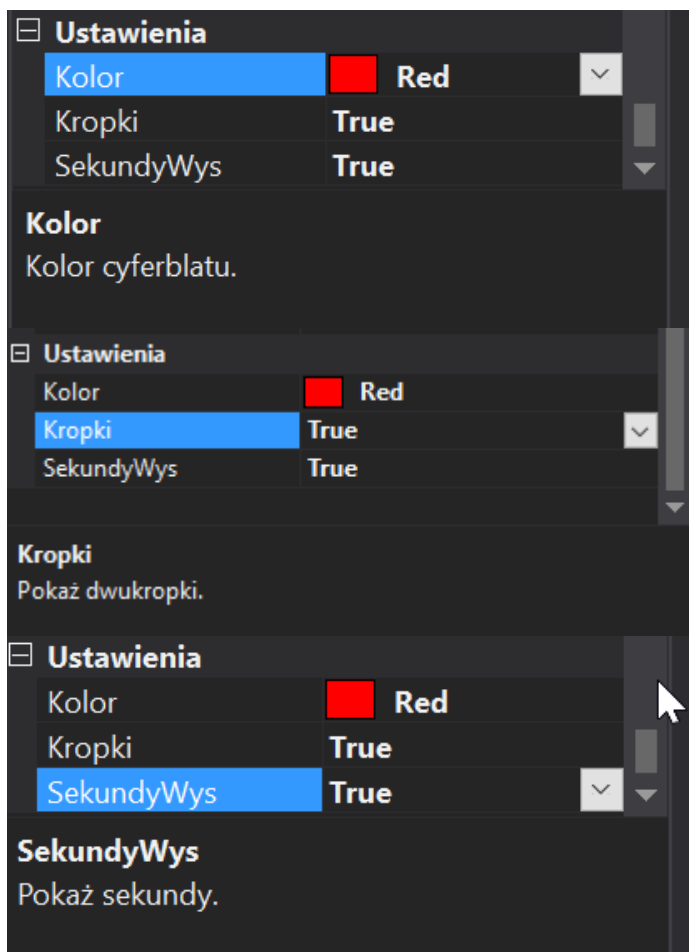 Ustawienia
Kolor Red
Kropki True
SekundyWys True
Kolor
Kolor cyferblatu.
Ustawienia
Kolor Red
Kropki True
SekundyWys True
Kropki
Pokaż dwukropki.
Ustawienia
Kolor Red
Kropki True
SekundyWys True
SekundyWys
Pokaż sekundy.